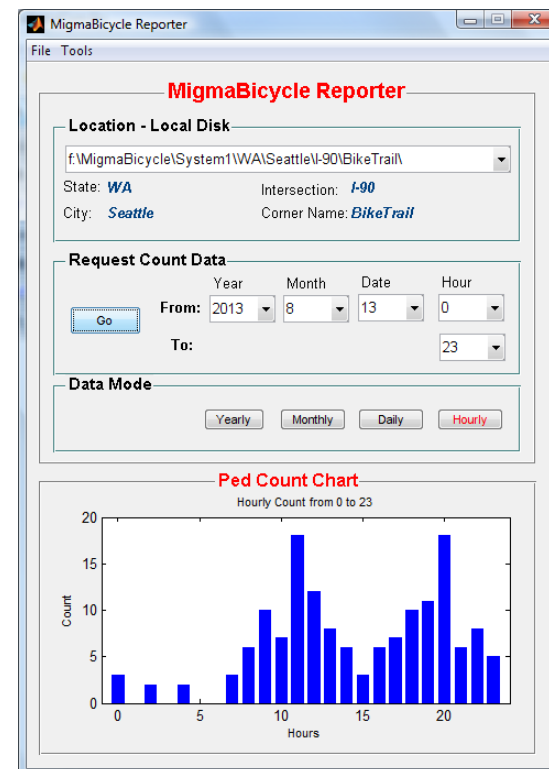 MigmaBicycle Reporter
File Tools
MigmaBicycle Reporter
Location - Local Disk
f:\MigmaBicycle\System1\WA\Seattle\I-90\BikeTrail\
State: WA Intersection: I-90
City: Seattle Corner Name: BikeTrail
Request Count Data
Year Month Date Hour
Go From: 2013 8 13 0
To: 23
Data Mode
Yearly Monthly Daily Hourly
Ped Count Chart
Hourly Count from 0 to 23
20
15
10
5
0
Count
0 5 10 15 20
Hours